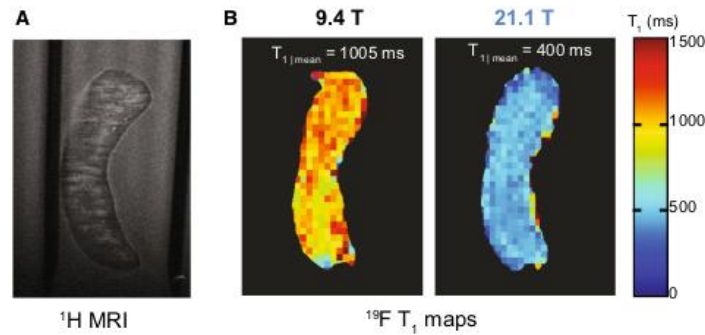 A
B
9.4 T
21.1 T
T1 (ms)
T1|mean = 1005 ms
T1|mean = 400 ms
1500
1000
500
0
¹H MRI
¹⁹F T1 maps